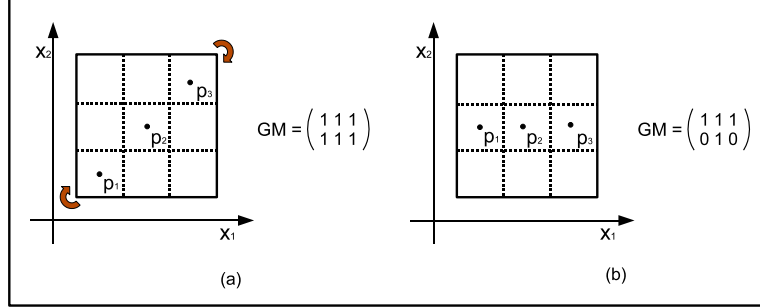 x2
p3
p2
p1
GM = ( 1 1 1
1 1 1 )
x1
(a)
x2
p1 p2 p3
GM = ( 1 1 1
0 1 0 )
x1
(b)